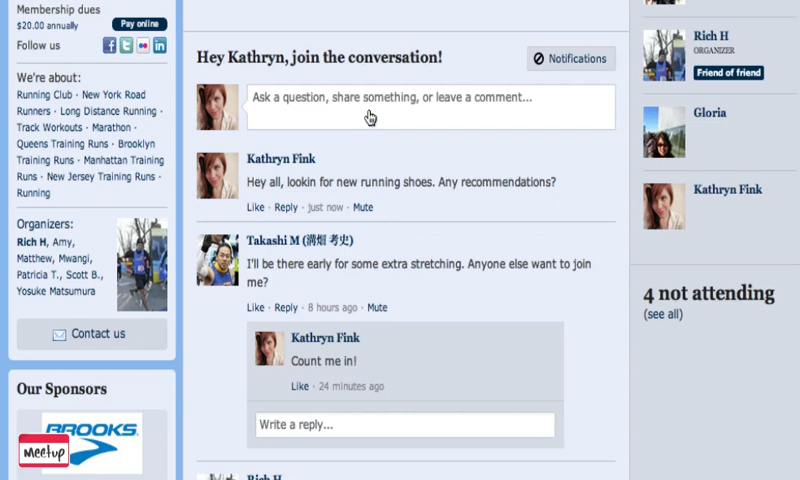 Membership dues
$20.00 annually
Pay online
Follow us
We're about:
Running Club · New York Road
Runners · Long Distance Running ·
Track Workouts · Marathon ·
Queens Training Runs · Brooklyn
Training Runs · Manhattan Training
Runs · New Jersey Training Runs ·
Running
Organizers:
Rich H, Amy,
Matthew, Mwangi,
Patricia T., Scott B.,
Yosuke Matsumura
Contact us
Our Sponsors
BROOKS
Meetup
Hey Kathryn, join the conversation!
Notifications
Ask a question, share something, or leave a comment...
Kathryn Fink
Hey all, lookin for new running shoes. Any recommendations?
Like · Reply · just now · Mute
Takashi M (溝畑 考史)
I'll be there early for some extra stretching. Anyone else want to join
me?
Like · Reply · 8 hours ago · Mute
Kathryn Fink
Count me in!
Like · 24 minutes ago
Write a reply...
Rich H
Rich H
ORGANIZER
Friend of friend
Gloria
Kathryn Fink
4 not attending
(see all)